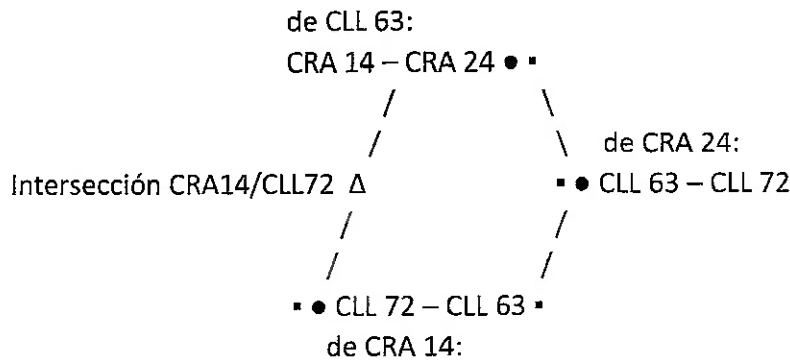 de CLL 63:
CRA 14 – CRA 24 ● ▪
/ \
/ \
de CRA 24:
Intersección CRA14/CLL72 Δ
▪ ● CLL 63 – CLL 72
/ /
/ /
▪ ● CLL 72 – CLL 63 ▪
de CRA 14: